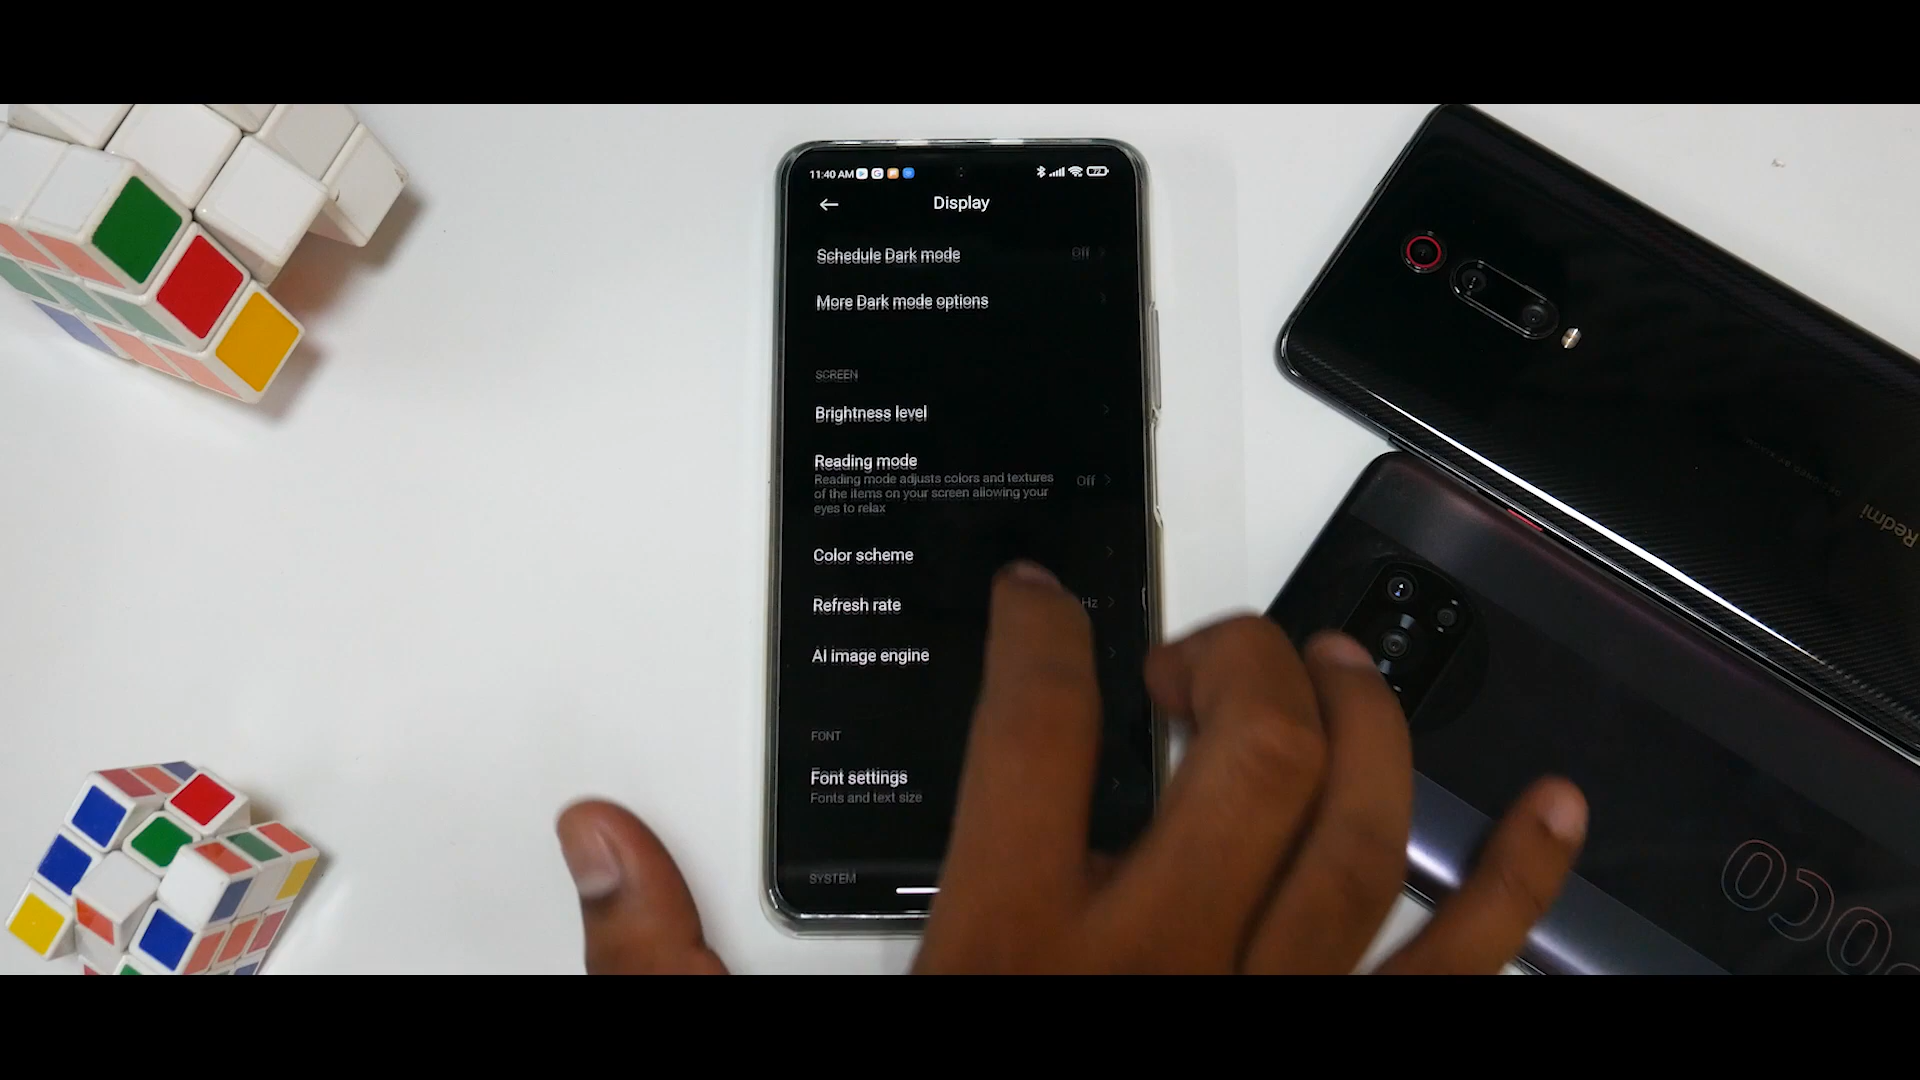 11:40 AM
72
Display
Schedule Dark mode
Off
More Dark mode options
SCREEN
Brightness level
Reading mode
Reading mode adjusts colors and textures
of the items on your screen allowing your
eyes to relax
Off
Color scheme
Refresh rate
Hz
AI image engine
FONT
Font settings
Fonts and text size
SYSTEM
Redmi
POCO